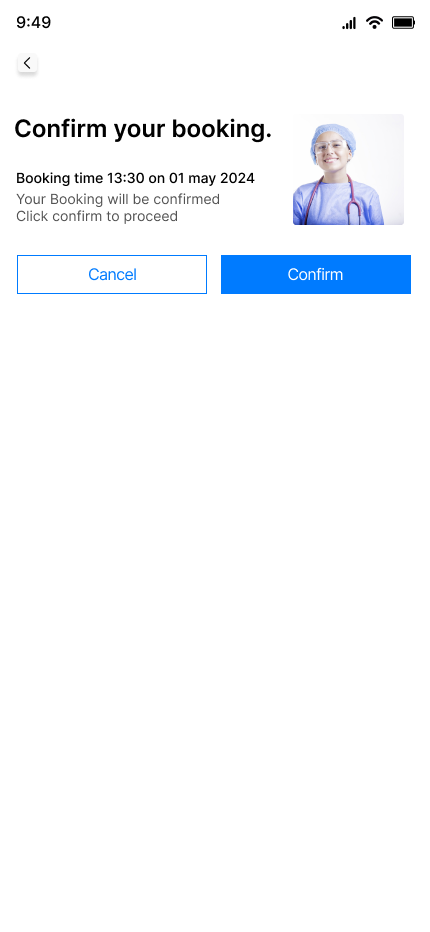 9:49
Confirm your booking.
Booking time 13:30 on 01 may 2024
Your Booking will be confirmed
Click confirm to proceed
Cancel
Confirm